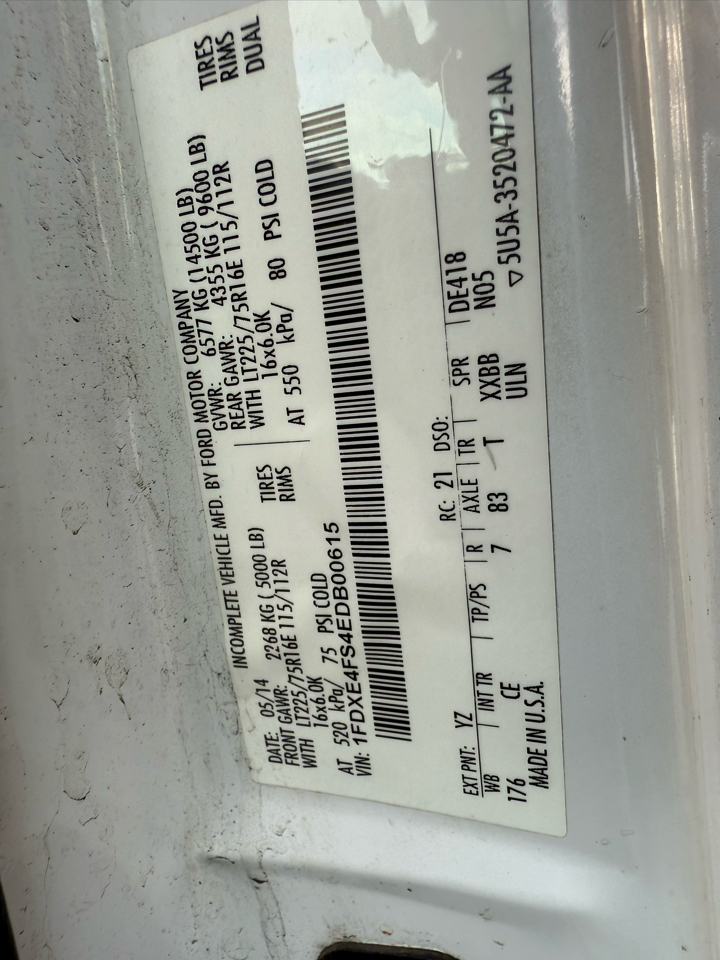 INCOMPLETE VEHICLE MFD. BY FORD MOTOR COMPANY
DATE: 05/14 GVWR: 6577 KG (14500 LB)
FRONT GAWR: 2268 KG ( 5000 LB) REAR GAWR: 4355 KG ( 9600 LB)
WITH LT225/75R16E 115/112R TIRES WITH LT225/75R16E 115/112R TIRES
16x6.0K RIMS 16x6.0K RIMS
AT 520 kPa/ 75 PSI COLD AT 550 kPa/ 80 PSI COLD DUAL
VIN: 1FDXE4FS4EDB00615
EXT PNT: YZ RC: 21 DSO:
WB INT TR TP/PS R AXLE TR SPR DE418
176 CE 7 83 T XXBB N05
MADE IN U.S.A. ULN ▽5U5A-3520472-AA